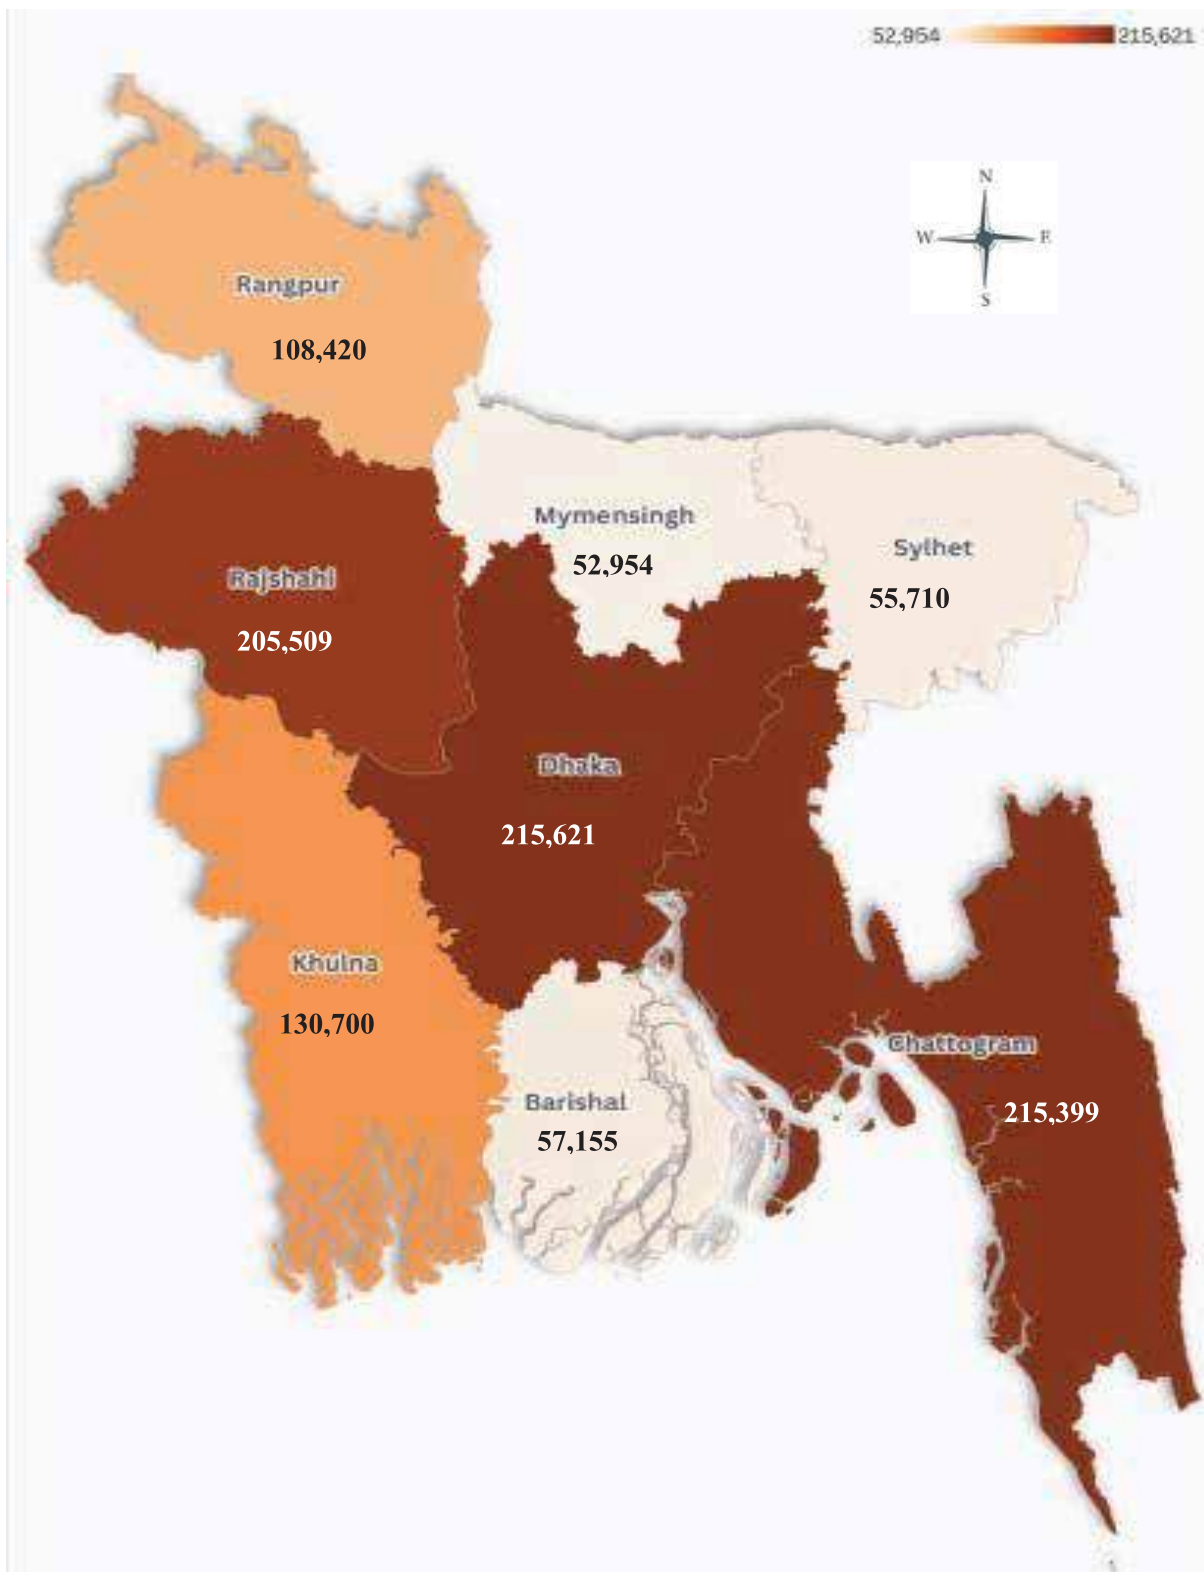 52,954 215,621
N
W E
S
Rangpur
108,420
Mymensingh
52,954
Sylhet
55,710
Rajshahi
205,509
Dhaka
215,621
Khulna
130,700
Chattogram
215,399
Barishal
57,155